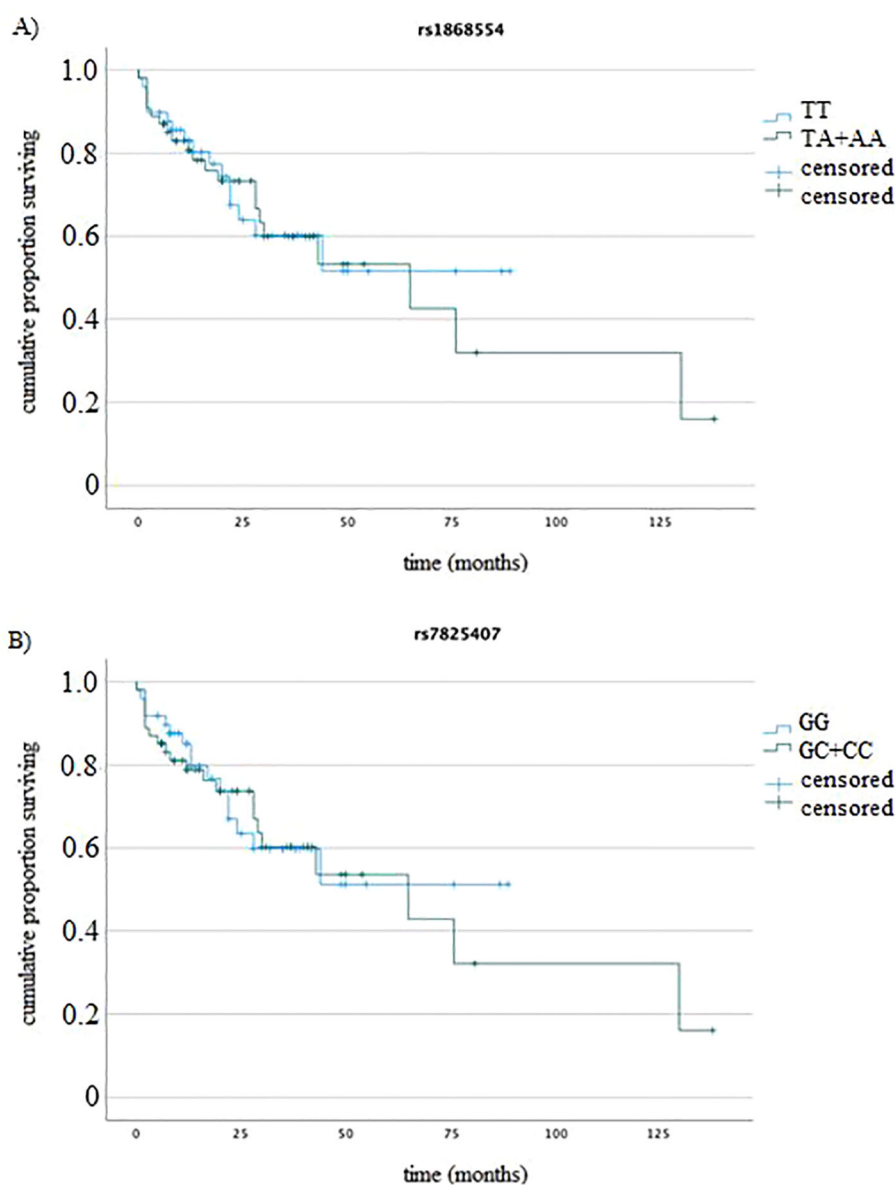 A)
rs1868554
cumulative proportion surviving
1.0
0.8
0.6
0.4
0.2
0
0 25 50 75 100 125
time (months)
TT
TA+AA
censored
censored
B)
rs7825407
cumulative proportion surviving
1.0
0.8
0.6
0.4
0.2
0
0 25 50 75 100 125
time (months)
GG
GC+CC
censored
censored